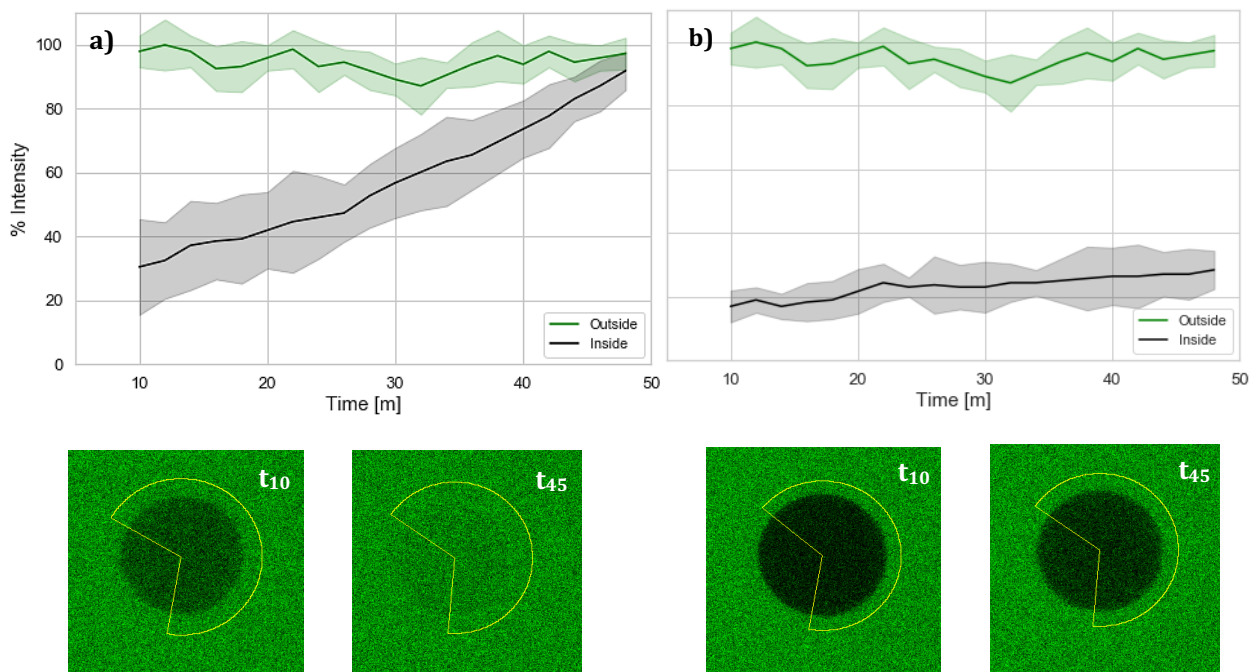 a)
b)
% Intensity
100
80
60
40
20
0
Outside
Inside
Outside
Inside
10 20 30 40 50
10 20 30 40 50
Time [m]
Time [m]
t₁₀
t₄₅
t₁₀
t₄₅